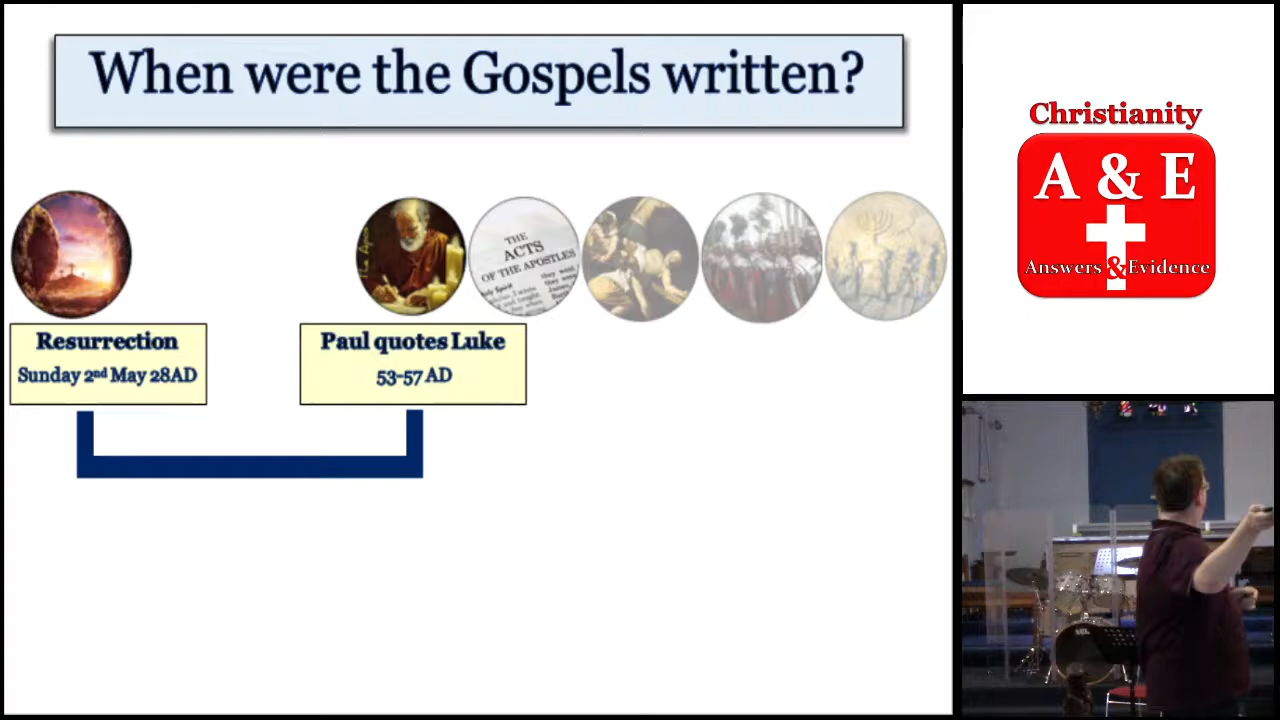 When were the Gospels written?
THE
ACTS
OF THE APOSTLES
Resurrection
Sunday 2nd May 28AD
Paul quotes Luke
53-57 AD
Christianity
A & E
Answers & Evidence